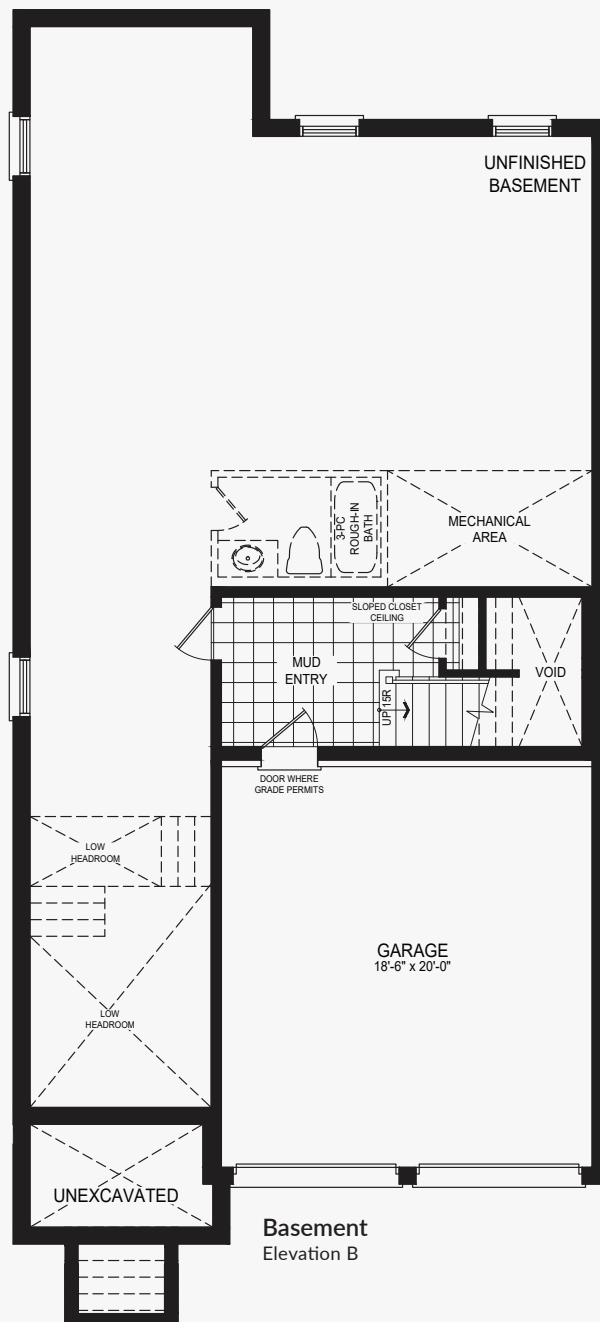 UNFINISHED
BASEMENT
3-PC
ROUGH-IN
BATH
MECHANICAL
AREA
SLOPED CLOSET
CEILING
MUD
ENTRY
VOID
UP 15R
DOOR WHERE
GRADE PERMITS
LOW
HEADROOM
GARAGE
18'-6" x 20'-0"
LOW
HEADROOM
UNEXCAVATED
Basement
Elevation B